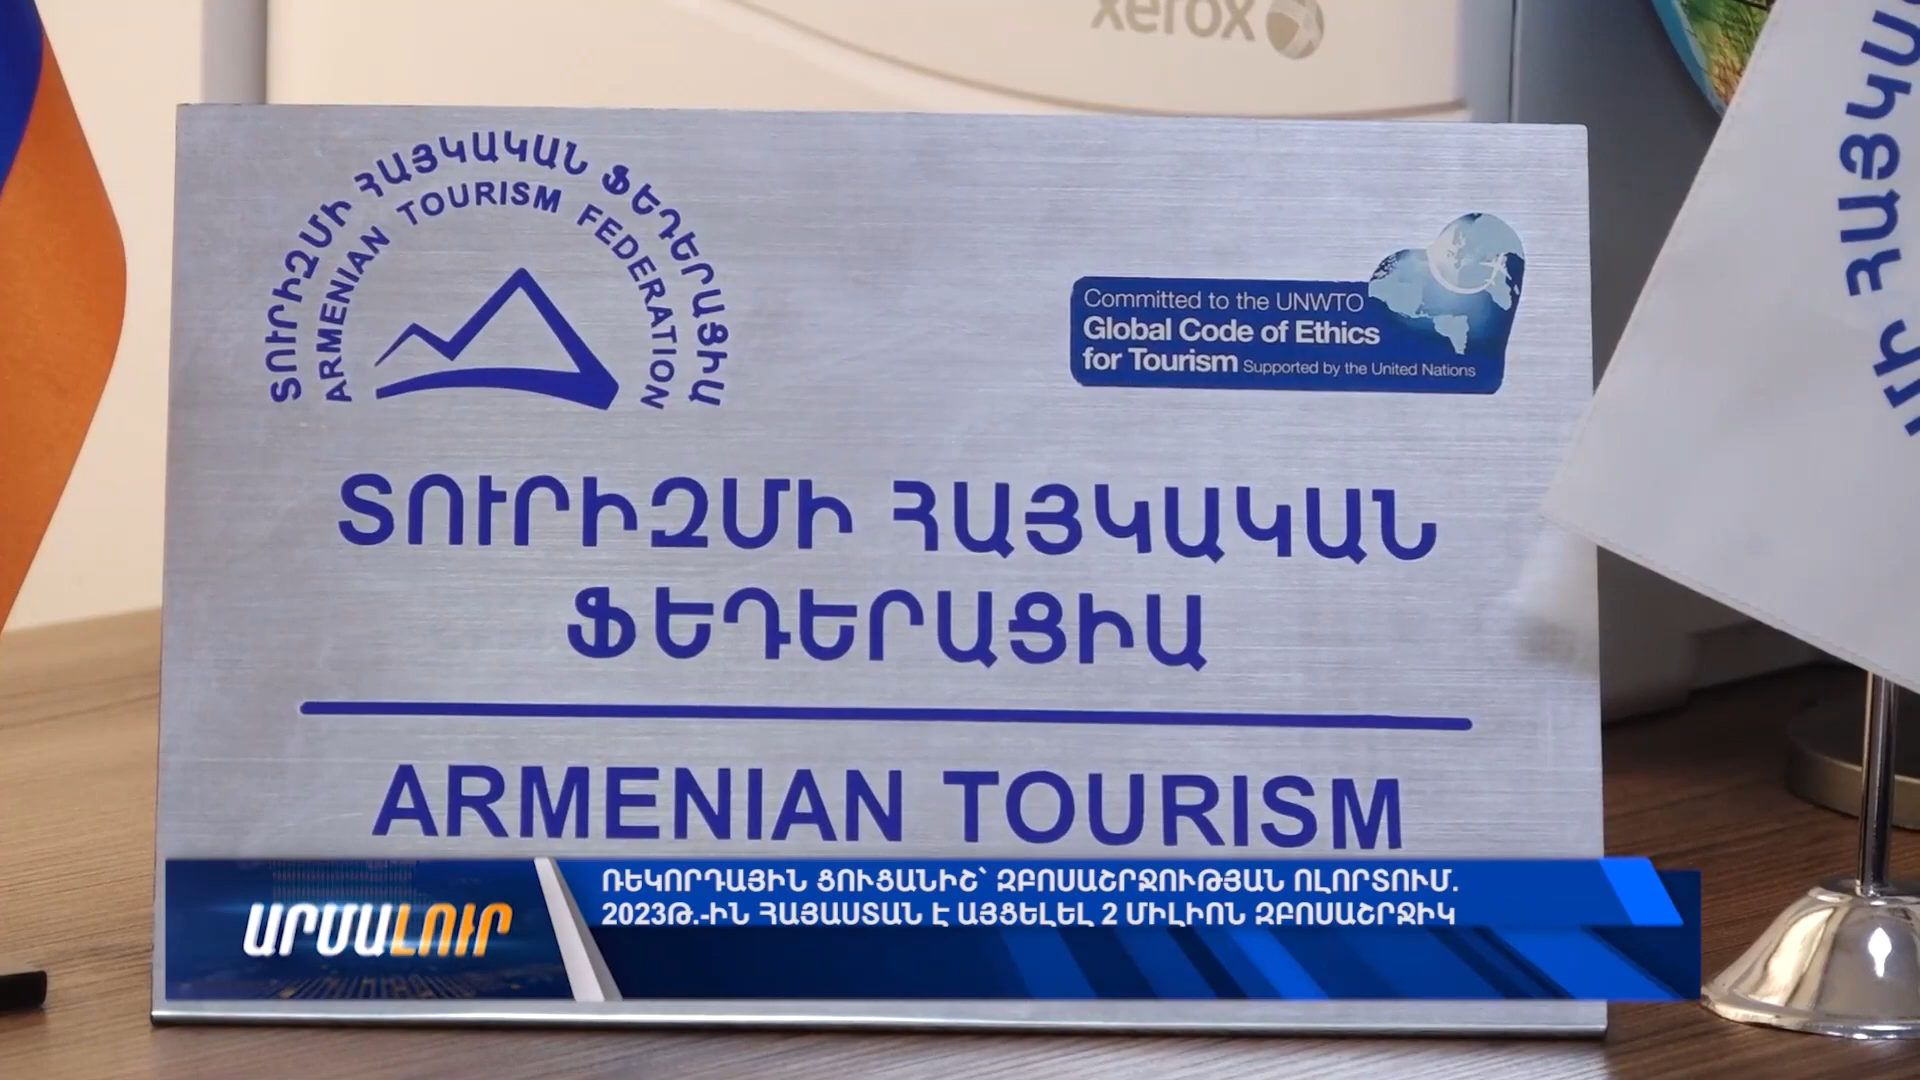 xerox
ՏՈՒՐԻԶՄԻ ՀԱՅԿԱԿԱՆ ՖԵԴԵՐԱՑԻԱ
ARMENIAN TOURISM FEDERATION
Committed to the UNWTO
Global Code of Ethics
for Tourism Supported by the United Nations
ՏՈՒՐԻԶՄԻ ՀԱՅԿԱԿԱՆ
ՖԵԴԵՐԱՑԻԱ
ARMENIAN TOURISM
ԱՐՄԱԼՈՒՐ
ՌԵԿՈՐԴԱՅԻՆ ՑՈՒՑԱՆԻՇ՝ ԶԲՈՍԱՇՐՋՈՒԹՅԱՆ ՈԼՈՐՏՈՒՄ.
2023Թ.-ԻՆ ՀԱՅԱՍՏԱՆ Է ԱՅՑԵԼԵԼ 2 ՄԻԼԻՈՆ ԶԲՈՍԱՇՐՋԻԿ